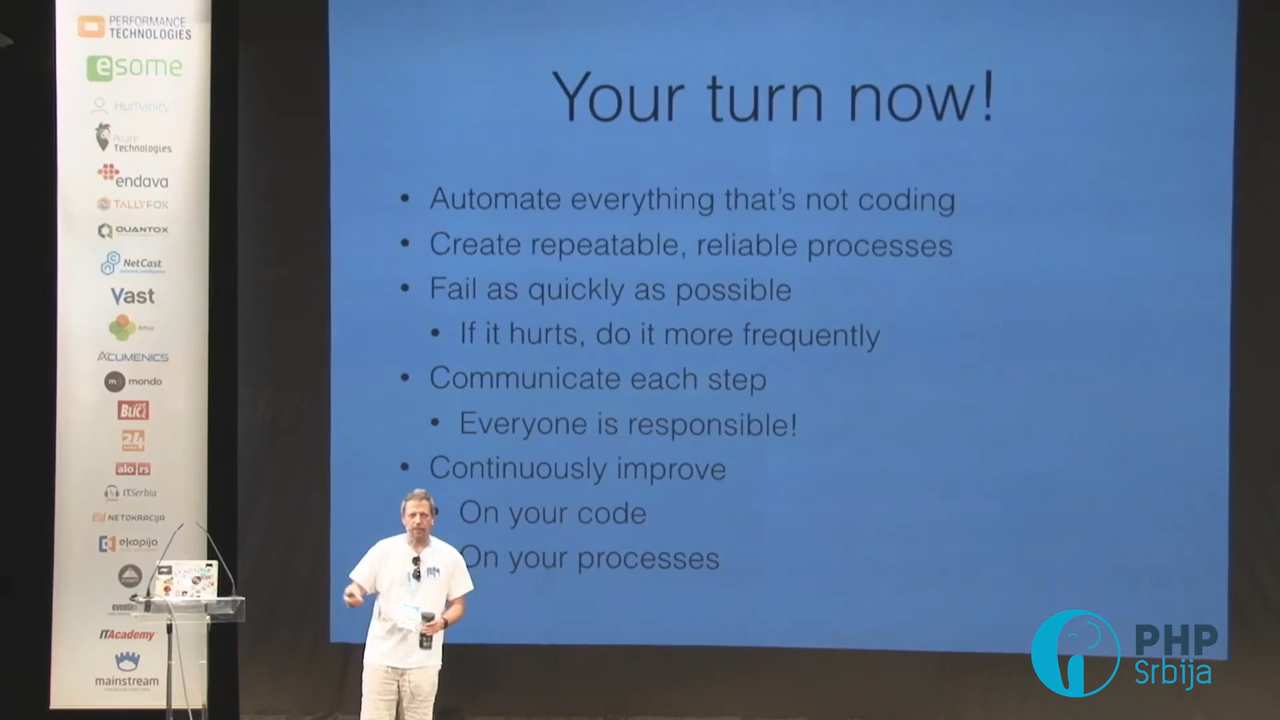 PERFORMANCE
TECHNOLOGIES
esome
Humanity
Technologies
endava
TALLYFOX
QUANTOX
NetCast
Vast
ACUMENICS
mondo
BLIC
24
alo!rs
ITSerbia
NETOKRACIJA
ekapija
ITAcademy
mainstream
Your turn now!
• Automate everything that's not coding
• Create repeatable, reliable processes
• Fail as quickly as possible
• If it hurts, do it more frequently
• Communicate each step
• Everyone is responsible!
• Continuously improve
On your code
On your processes
PHP
Srbija